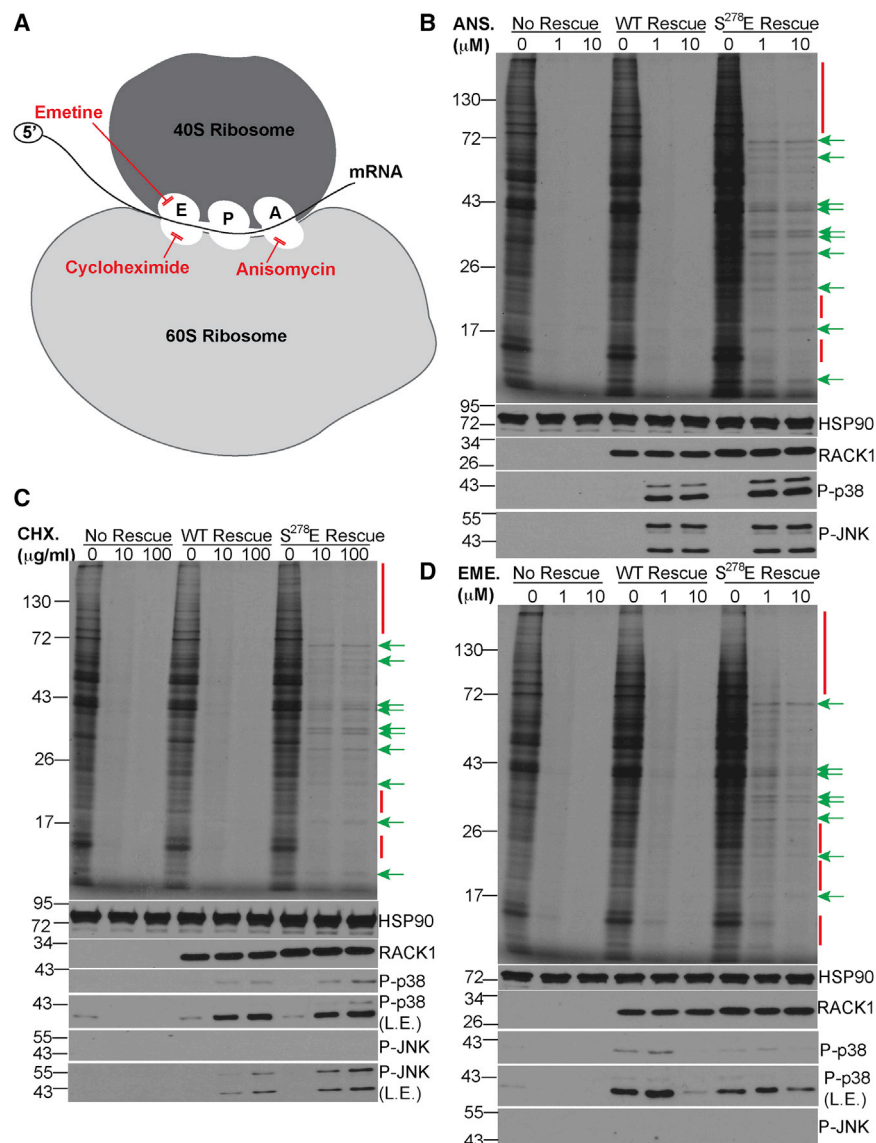 A
Emetine
5'
40S Ribosome
mRNA
E
P
A
Cycloheximide
Anisomycin
60S Ribosome
B
ANS. No Rescue WT Rescue S278E Rescue
(μM) 0 1 10 0 1 10 0 1 10
130
72
43
26
17
95
72
HSP90
34
26
RACK1
43
P-p38
55
43
P-JNK
C
CHX. No Rescue WT Rescue S278E Rescue
(μg/ml) 0 10 100 0 10 100 0 10 100
130
72
43
26
17
95
72
HSP90
34
RACK1
43
P-p38
43
P-p38
(L.E.)
55
43
P-JNK
55
43
P-JNK
(L.E.)
D
EME. No Rescue WT Rescue S278E Rescue
(μM) 0 1 10 0 1 10 0 1 10
130
72
43
26
17
72
HSP90
34
26
RACK1
43
P-p38
43
P-p38
(L.E.)
55
43
P-JNK